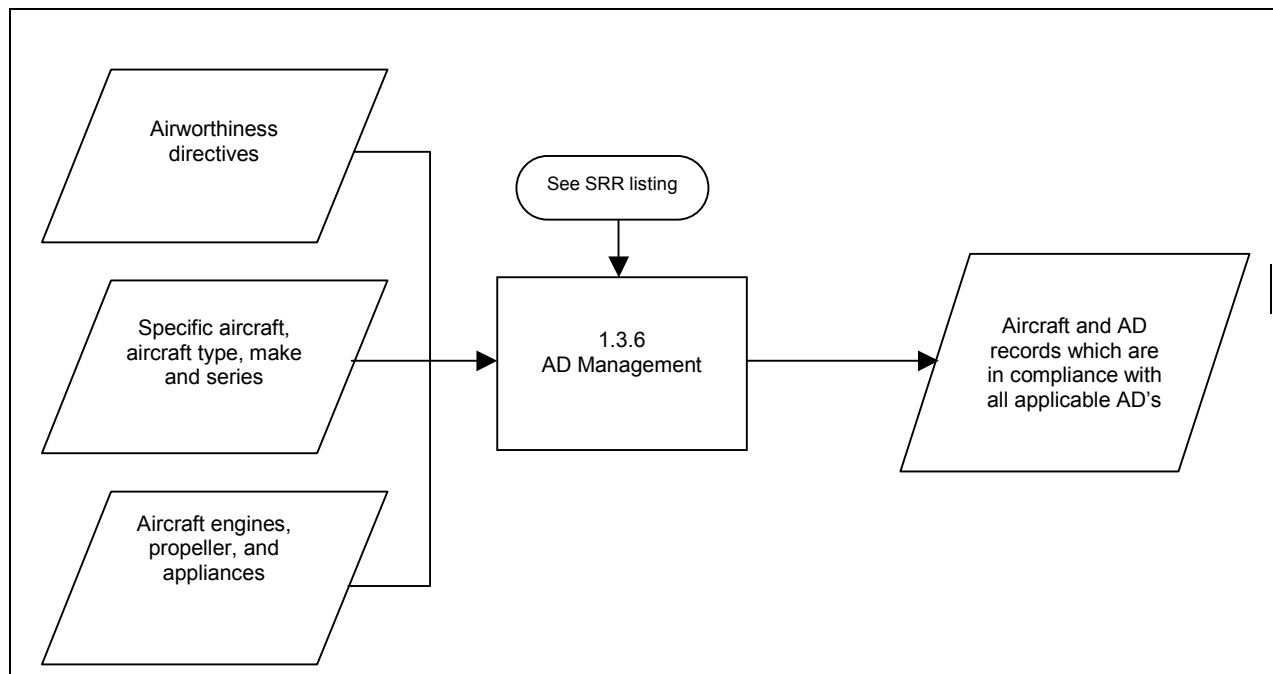 Airworthiness
directives
See SRR listing
Specific aircraft,
aircraft type, make
and series
1.3.6
AD Management
Aircraft and AD
records which are
in compliance with
all applicable AD’s
Aircraft engines,
propeller, and
appliances